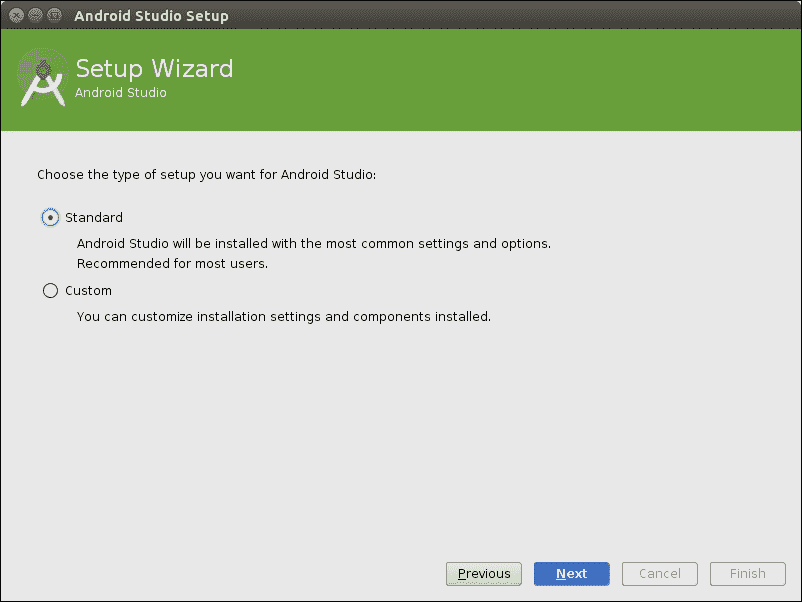 Android Studio Setup
Setup Wizard
Android Studio
Choose the type of setup you want for Android Studio:
Standard
Android Studio will be installed with the most common settings and options.
Recommended for most users.
Custom
You can customize installation settings and components installed.
Previous Next Cancel Finish